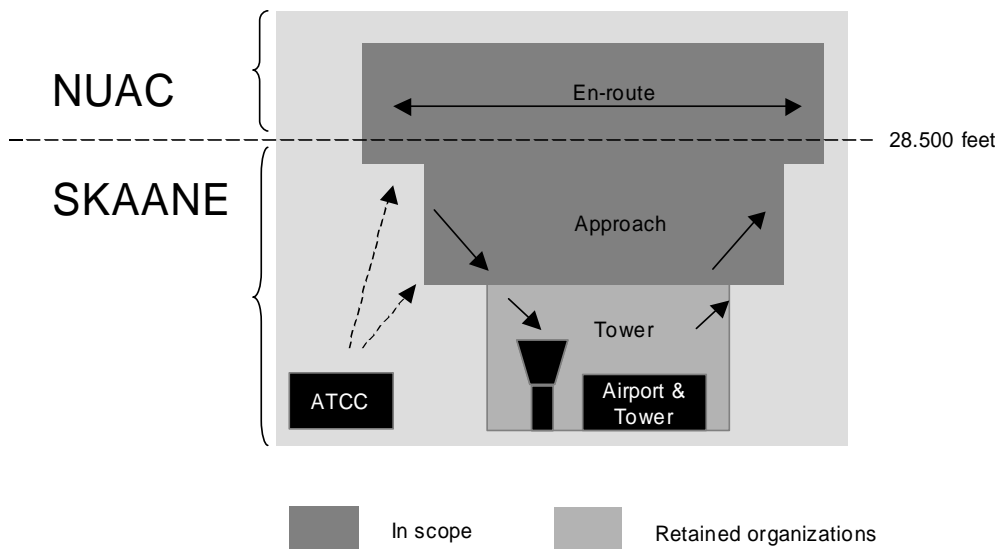 NUAC
En-route
28.500 feet
SKAANE
Approach
Tower
ATCC
Airport &
Tower
In scope
Retained organizations